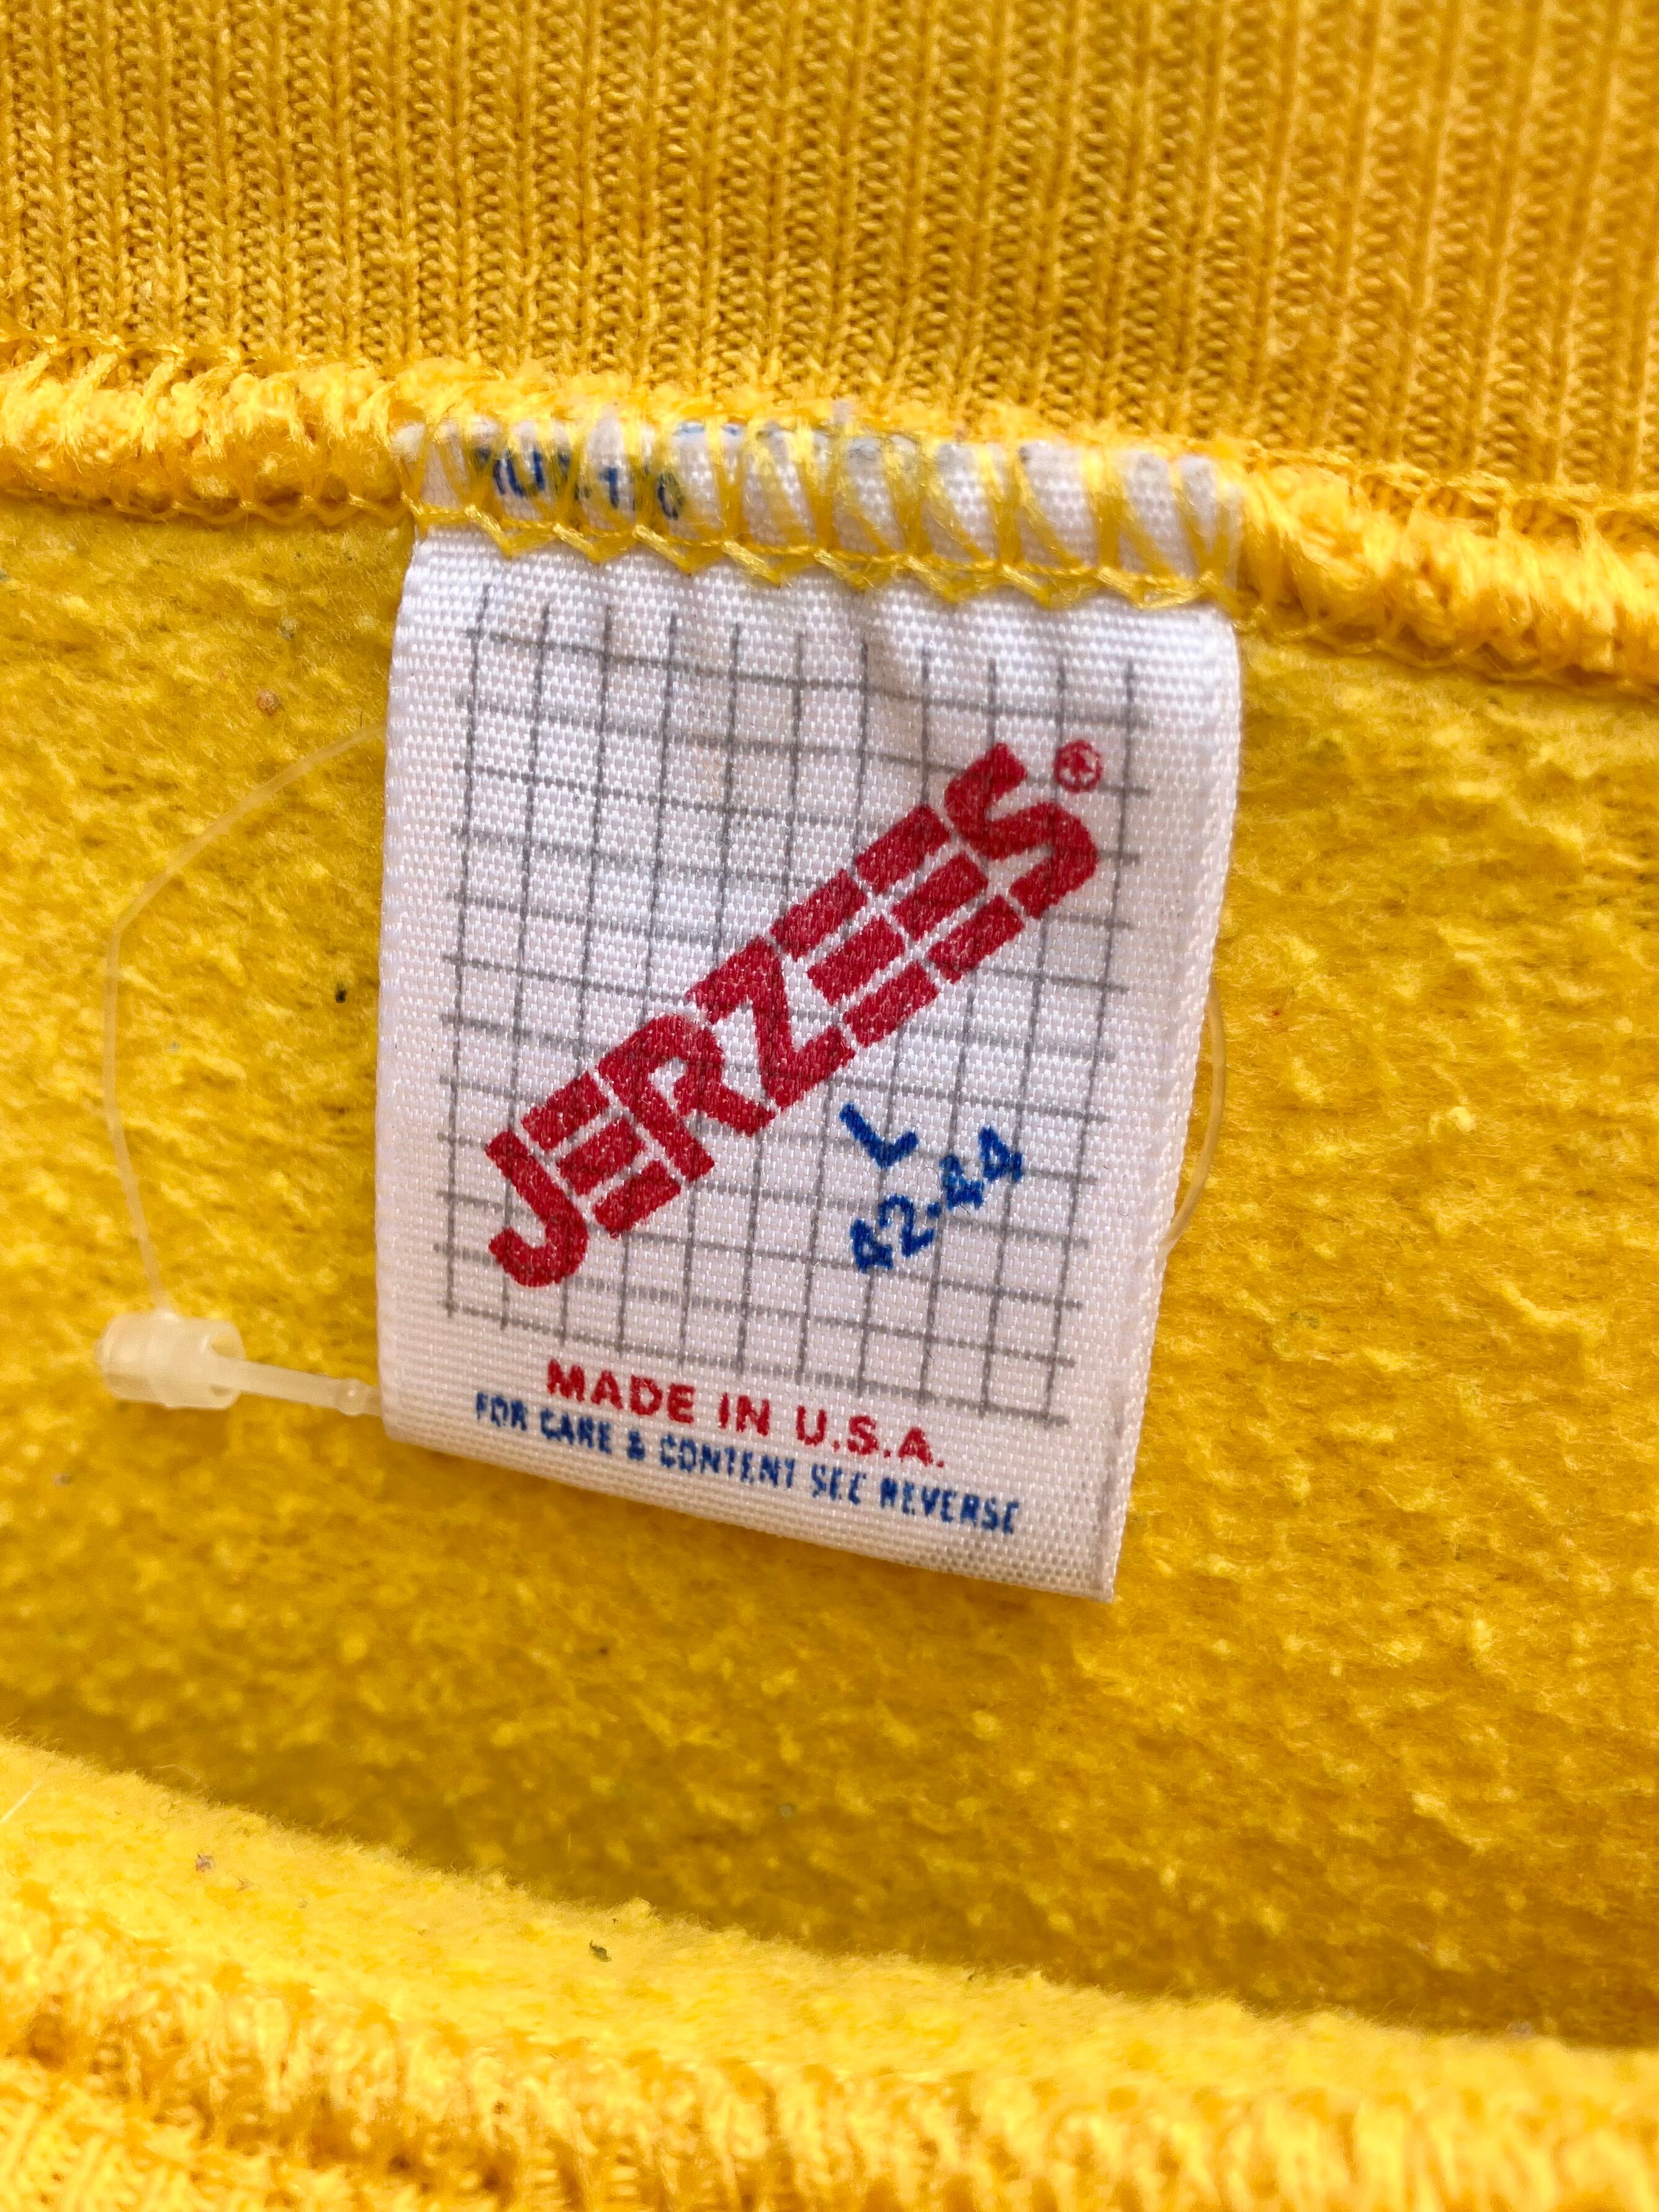 JERZEES®
L
42-44
MADE IN U.S.A.
FOR CARE & CONTENT SEE REVERSE